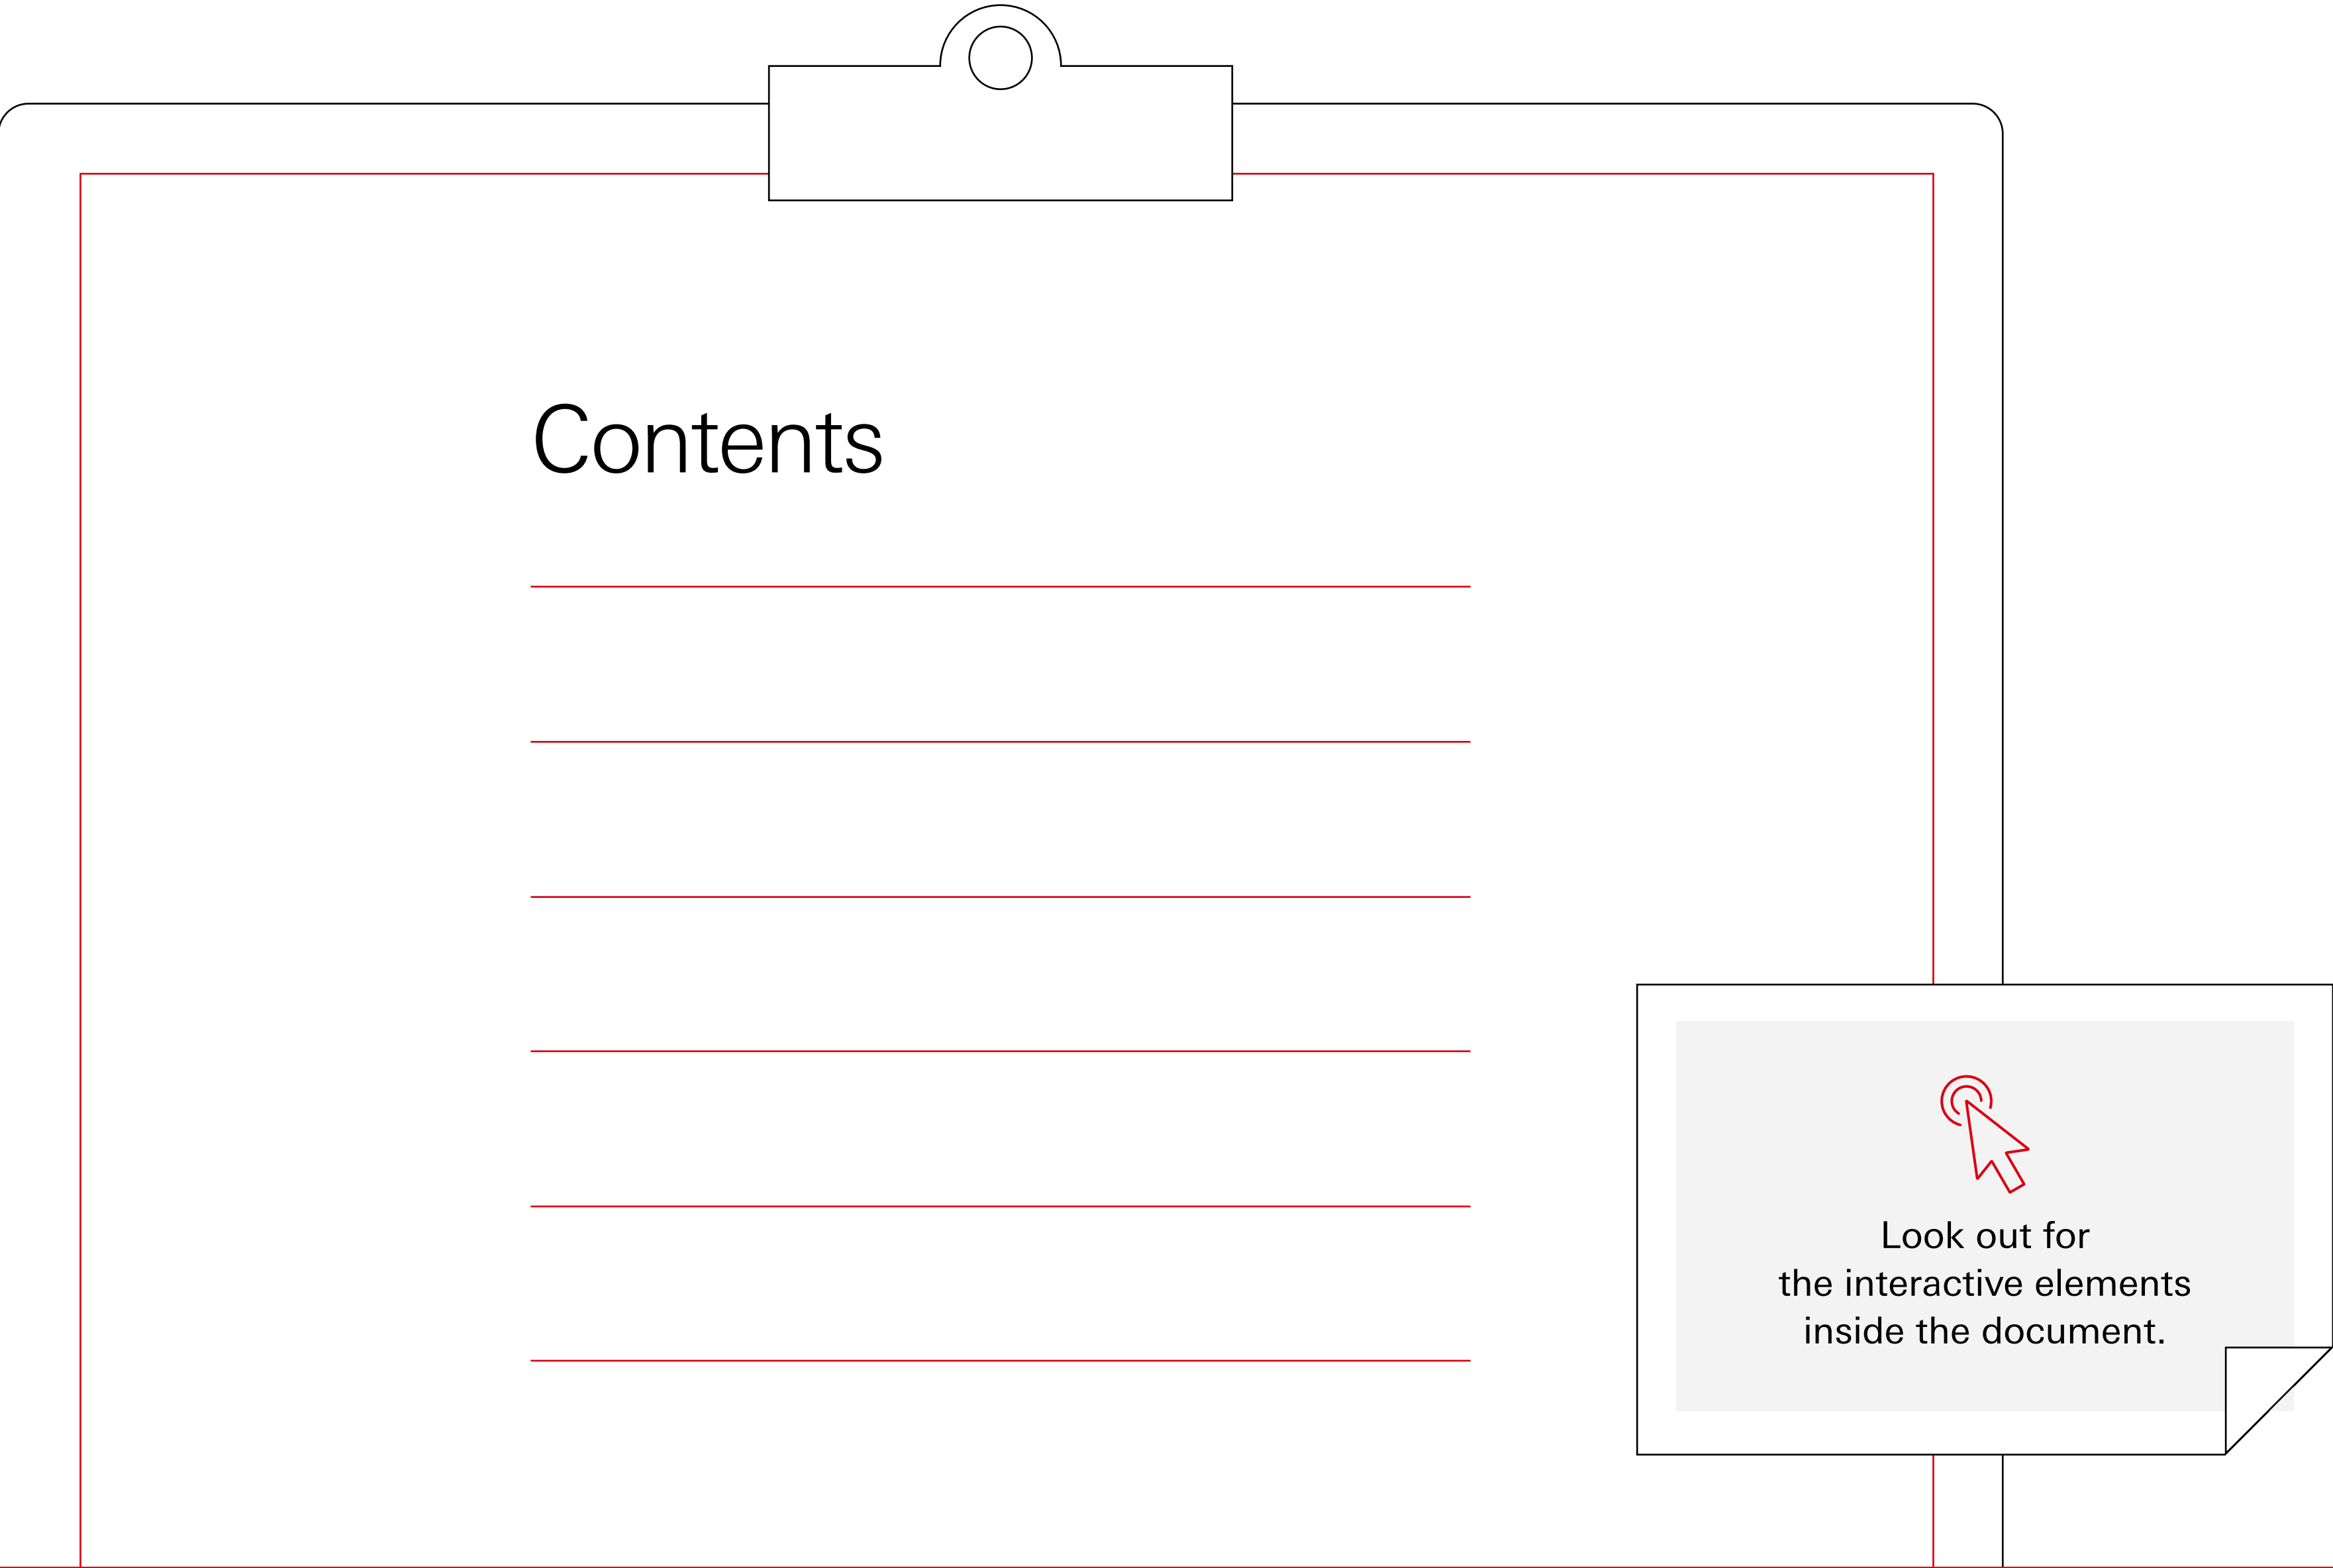 Contents
Look out for
the interactive elements
inside the document.